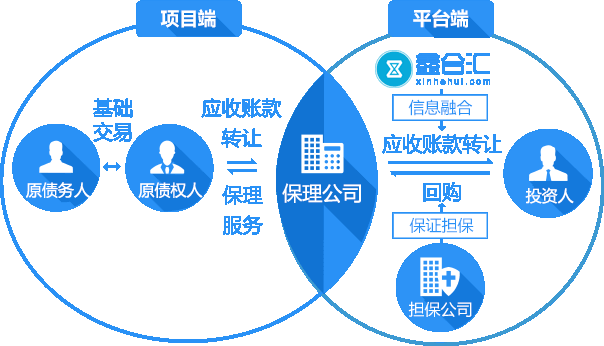 项目端
平台端
鑫合汇
xinhehui.com
信息融合
基础
交易
应收账款
转让
应收账款转让
原债务人
原债权人
保理公司
投资人
保理
服务
回购
保证担保
担保公司